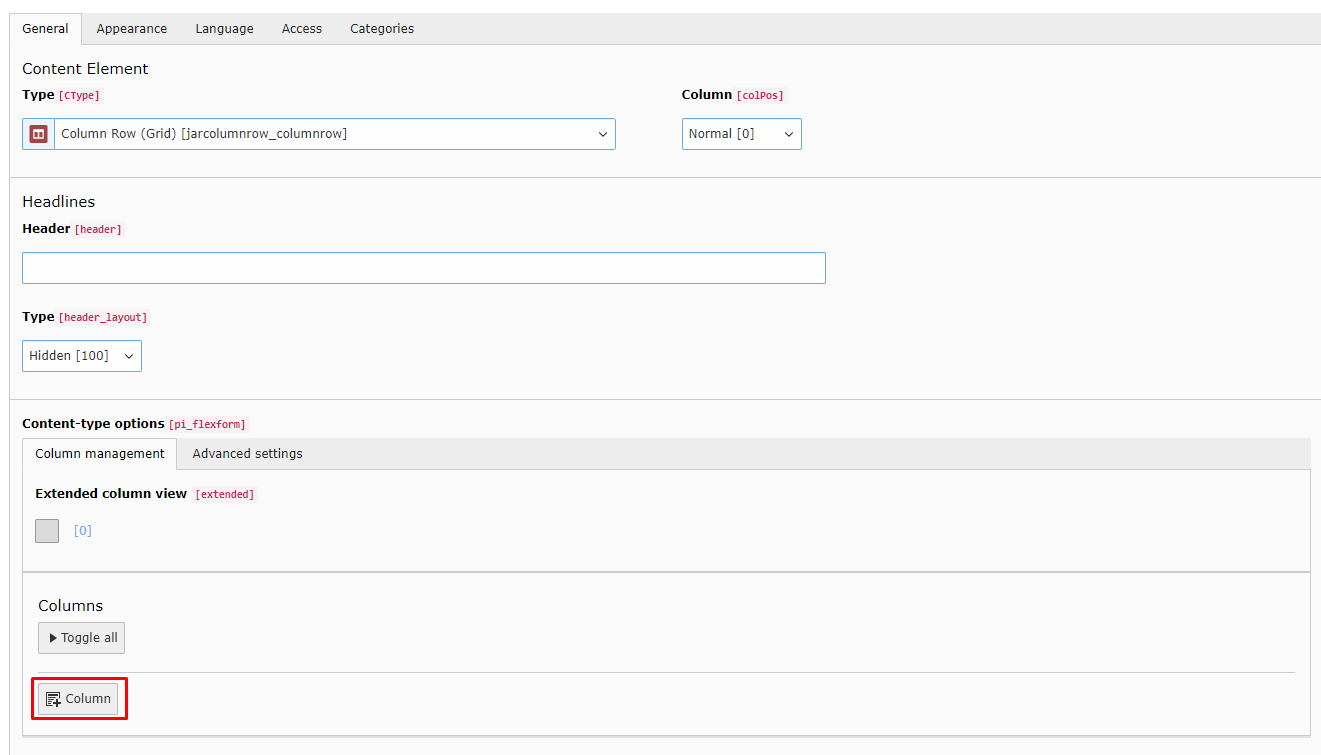 General Appearance Language Access Categories
Content Element
Type [CType] Column [colPos]
Column Row (Grid) [jarcolumnrow_columnrow] Normal [0]
Headlines
Header [header]
Type [header_layout]
Hidden [100]
Content-type options [pi_flexform]
Column management Advanced settings
Extended column view [extended]
[0]
Columns
Toggle all
Column